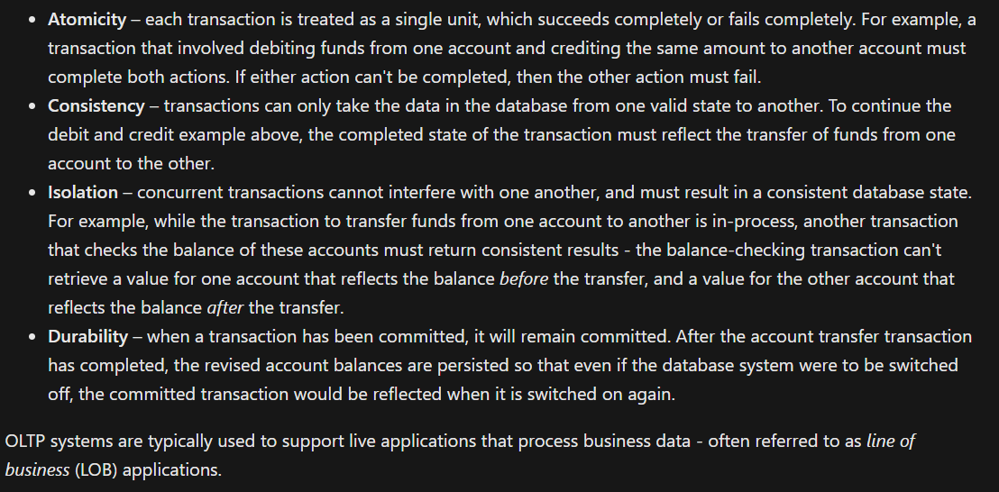 • Atomicity – each transaction is treated as a single unit, which succeeds completely or fails completely. For example, a
transaction that involved debiting funds from one account and crediting the same amount to another account must
complete both actions. If either action can't be completed, then the other action must fail.
• Consistency – transactions can only take the data in the database from one valid state to another. To continue the
debit and credit example above, the completed state of the transaction must reflect the transfer of funds from one
account to the other.
• Isolation – concurrent transactions cannot interfere with one another, and must result in a consistent database state.
For example, while the transaction to transfer funds from one account to another is in-process, another transaction
that checks the balance of these accounts must return consistent results - the balance-checking transaction can't
retrieve a value for one account that reflects the balance before the transfer, and a value for the other account that
reflects the balance after the transfer.
• Durability – when a transaction has been committed, it will remain committed. After the account transfer transaction
has completed, the revised account balances are persisted so that even if the database system were to be switched
off, the committed transaction would be reflected when it is switched on again.
OLTP systems are typically used to support live applications that process business data - often referred to as line of
business (LOB) applications.